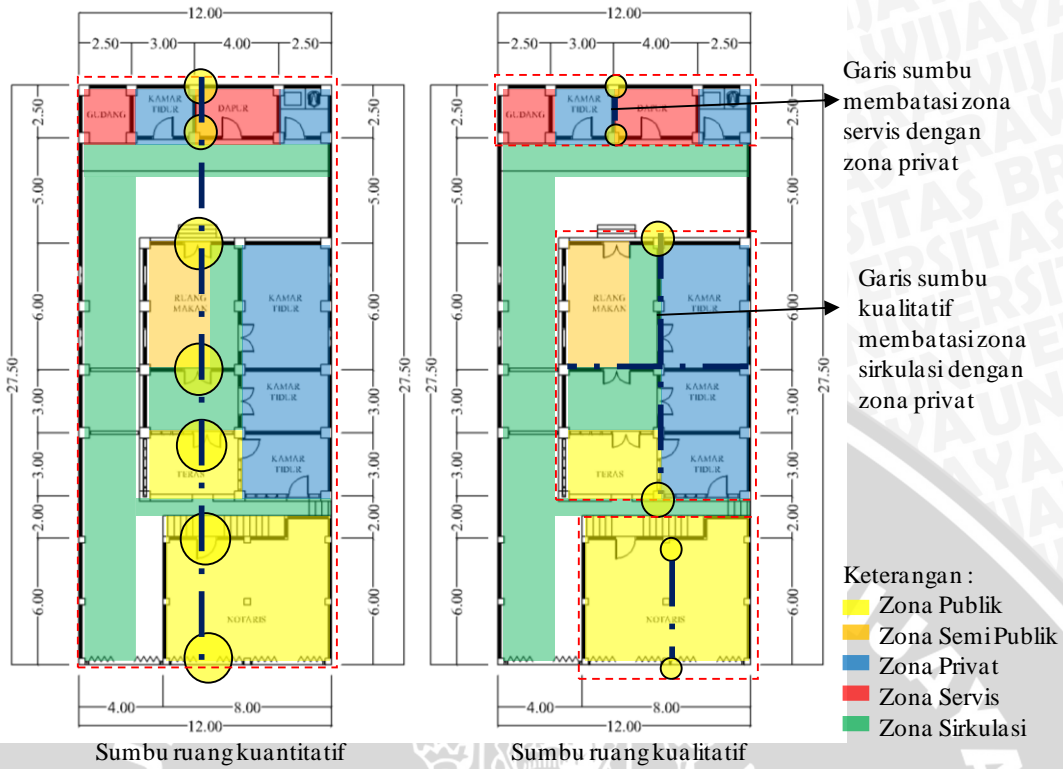 12.00
2.50 3.00 4.00
2.50
5.00
6.00
3.00
3.00
2.00
6.00
27.50
27.50
GUDANG
KAMAR
TIDUR
DAPUR
RUANG
MAKAN
KAMAR
TIDUR
KAMAR
TIDUR
TERAS
KAMAR
TIDUR
NOTARIS
2.50
5.00
6.00
3.00
3.00
2.00
6.00
4.00 8.00
12.00
Sumbu ruang kuantitatif
12.00
2.50 3.00 4.00
2.50
5.00
6.00
3.00
3.00
2.00
6.00
27.50
GUDANG
KAMAR
TIDUR
DAPUR
RUANG
MAKAN
KAMAR
TIDUR
KAMAR
TIDUR
TERAS
KAMAR
TIDUR
NOTARIS
2.50
5.00
6.00
3.00
3.00
2.00
6.00
4.00 8.00
12.00
Sumbu ruang kualitatif
Garis sumbu
membatasi zona
servis dengan
zona privat
Garis sumbu
kualitatif
membatasi zona
sirkulasi dengan
zona privat
Keterangan :
Zona Publik
Zona Semi Publik
Zona Privat
Zona Servis
Zona Sirkulasi